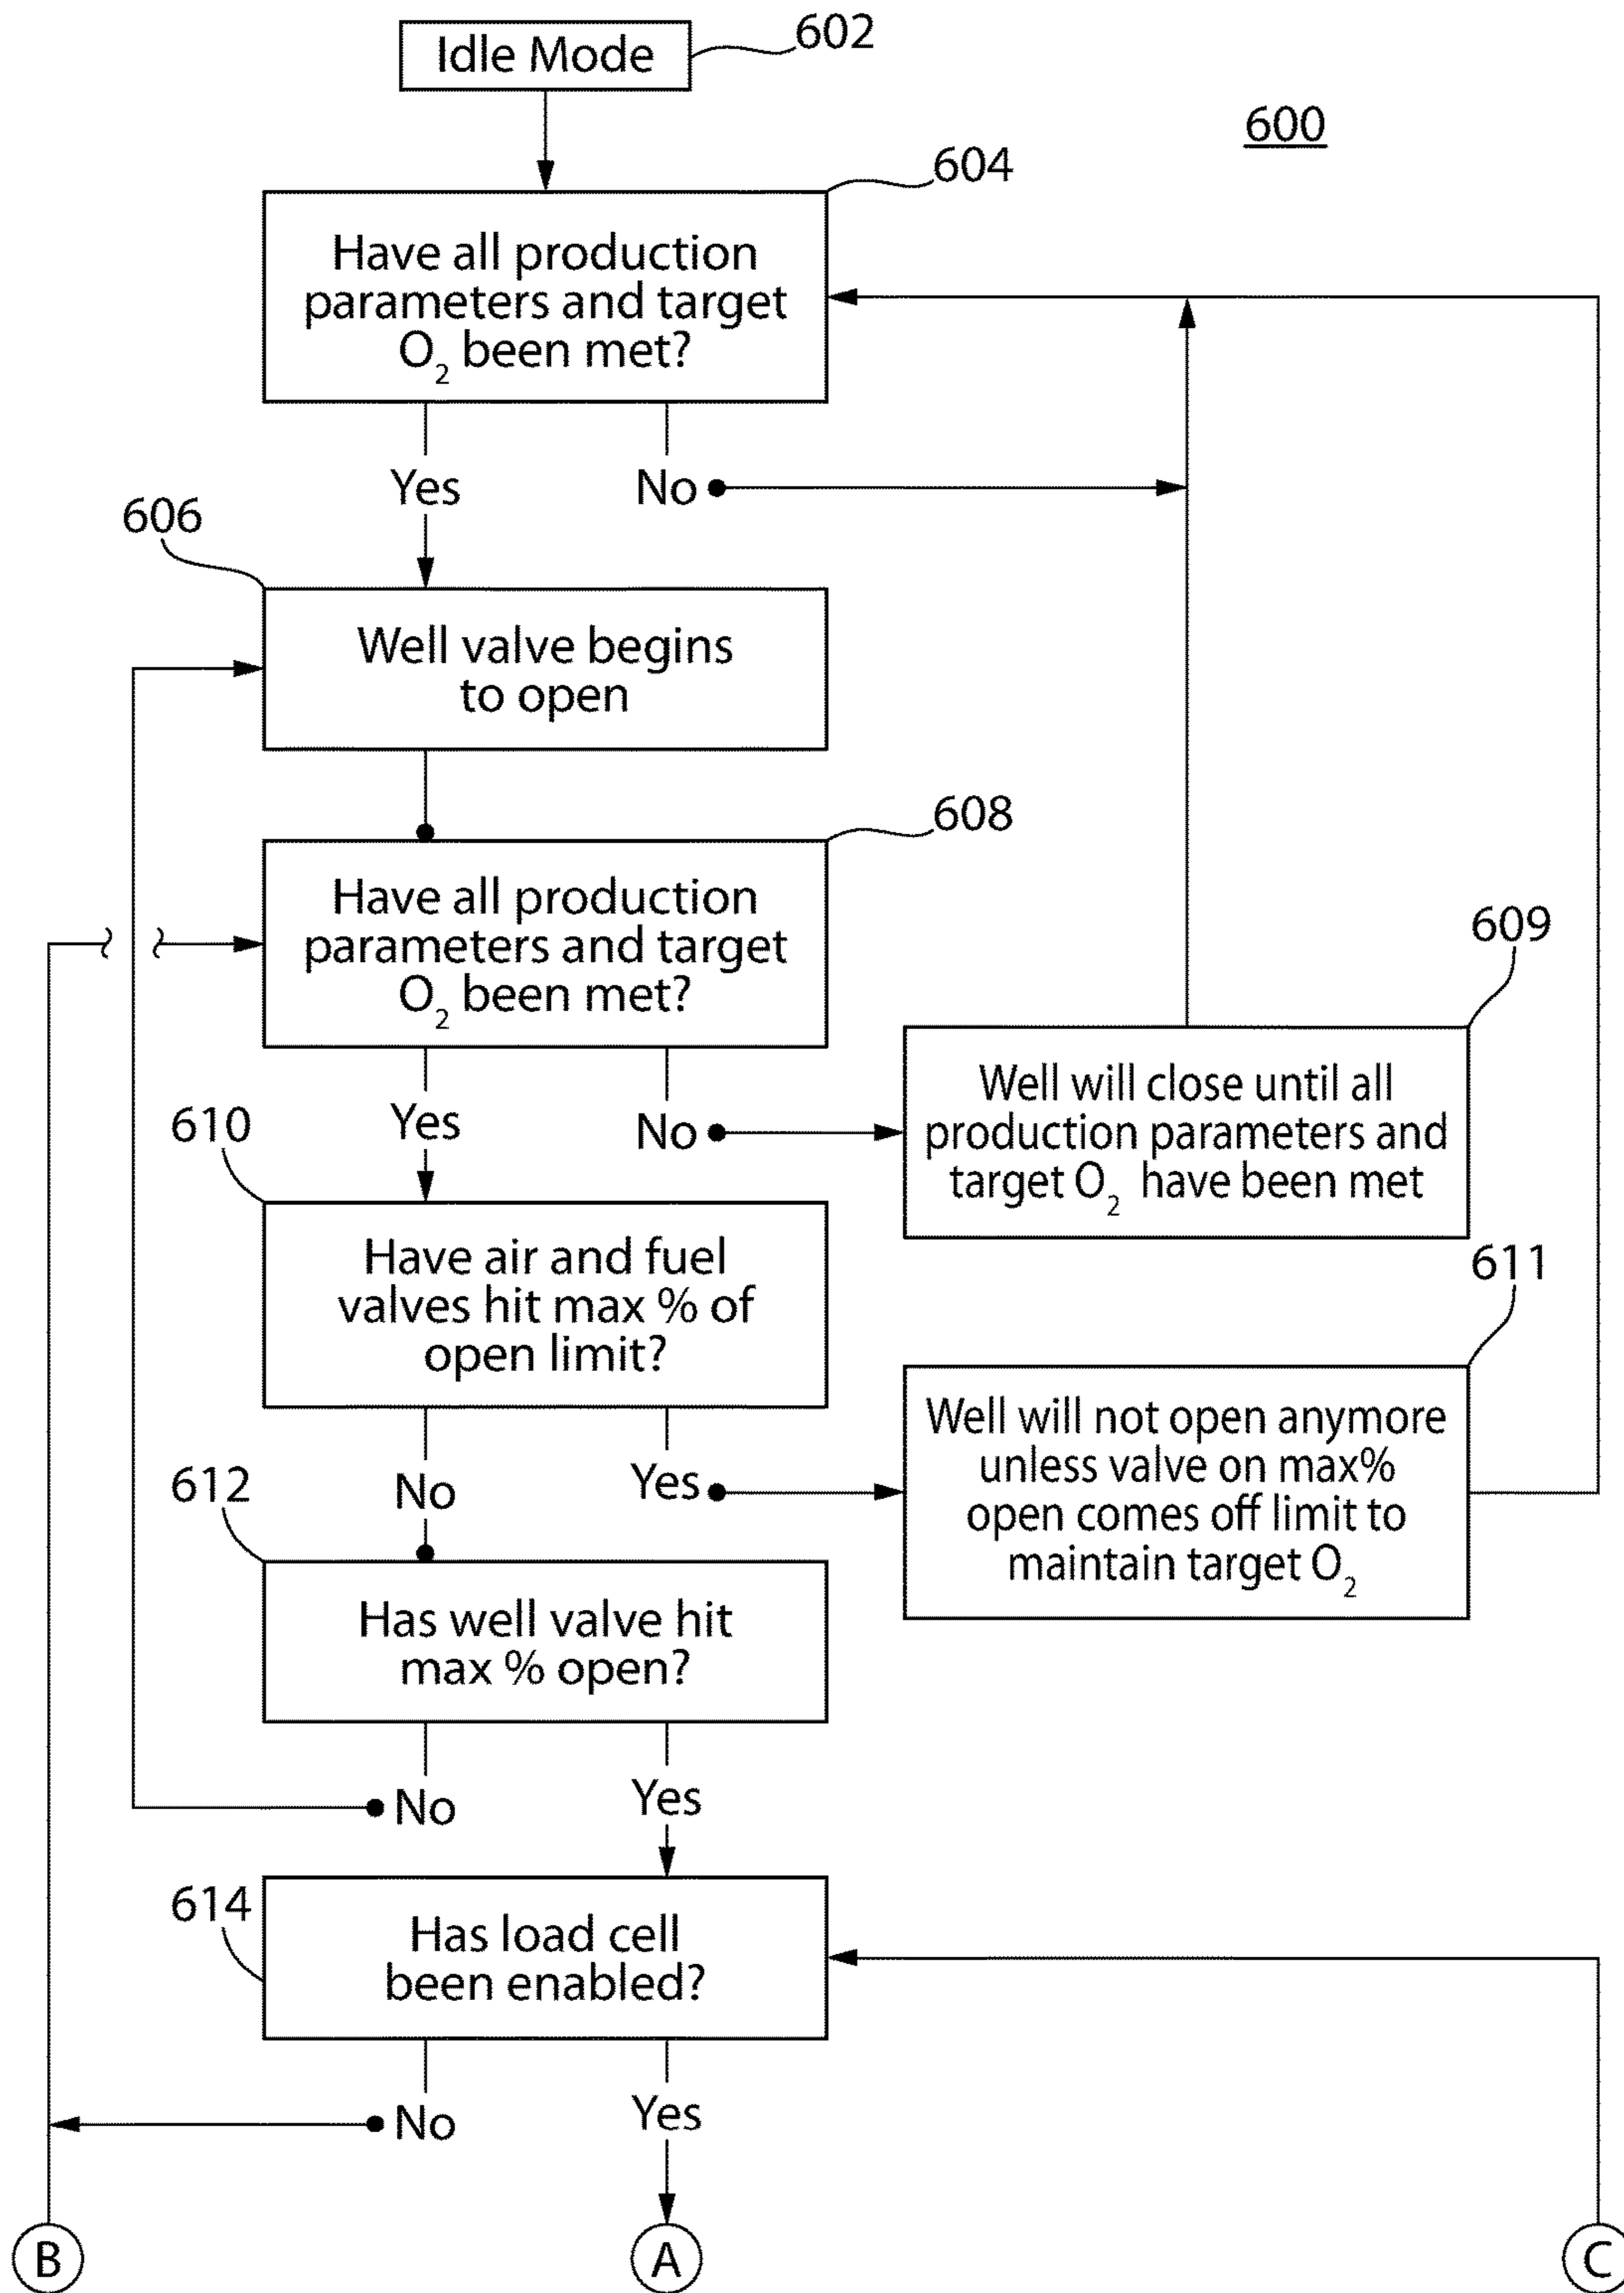 Idle Mode
602
600
604
Have all production
parameters and target
O₂ been met?
Yes
No
606
Well valve begins
to open
608
Have all production
parameters and target
O₂ been met?
609
Well will close until all
production parameters and
target O₂ have been met
Yes
No
610
Have air and fuel
valves hit max % of
open limit?
611
Well will not open anymore
unless valve on max%
open comes off limit to
maintain target O₂
No
Yes
612
Has well valve hit
max % open?
No
Yes
614
Has load cell
been enabled?
No
Yes
B
A
C